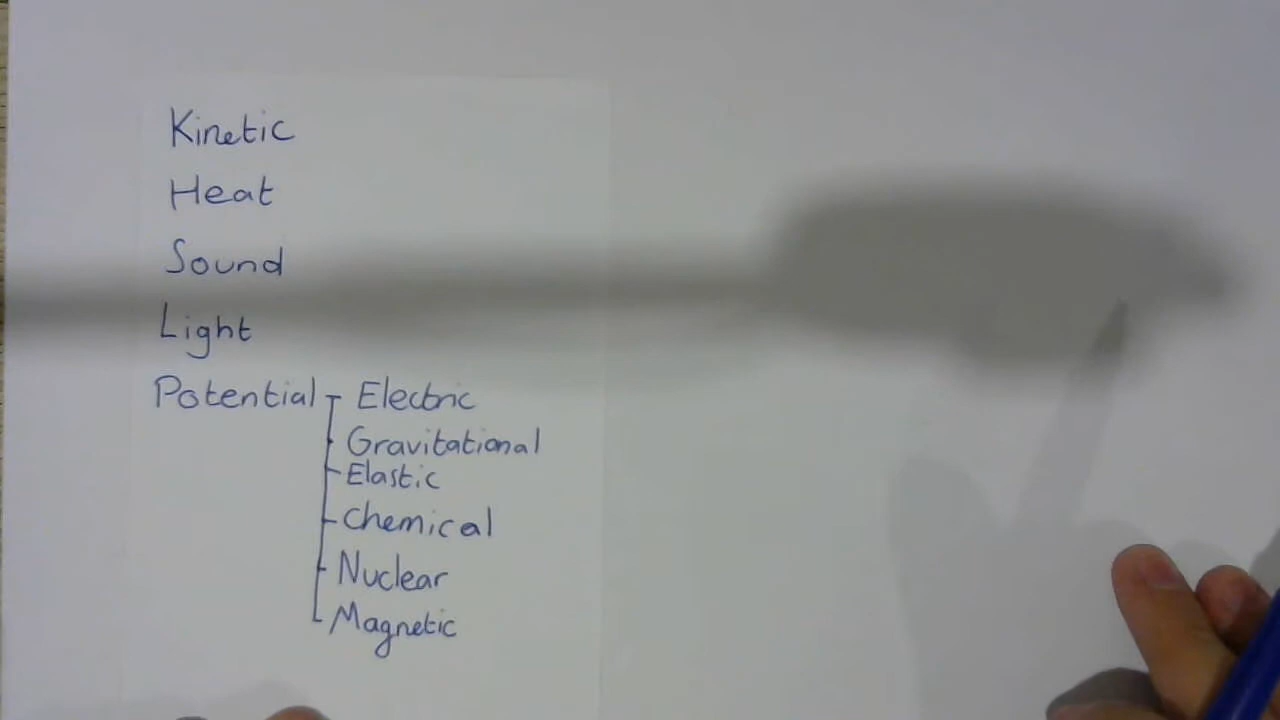 Kinetic
Heat
Sound
Light
Potential Electric
Gravitational
Elastic
Chemical
Nuclear
Magnetic